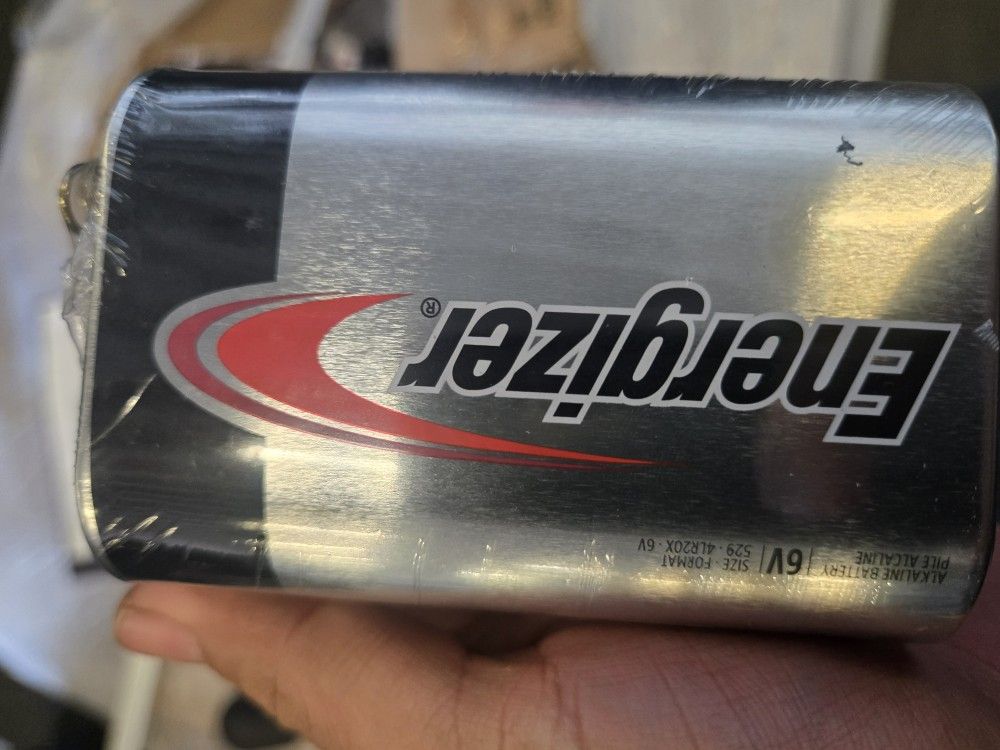 Energizer®
ALKALINE BATTERY
PILE ALCALINE
6V
SIZE · FORMAT
529 · 4LR20X · 6V